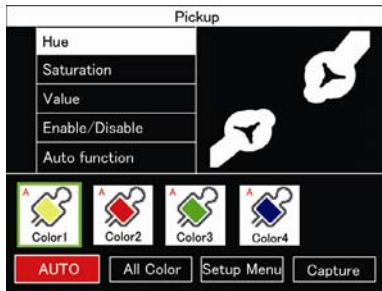 Pickup
Hue
Saturation
Value
Enable/Disable
Auto function
A A A A
Color1 Color2 Color3 Color4
AUTO All Color Setup Menu Capture